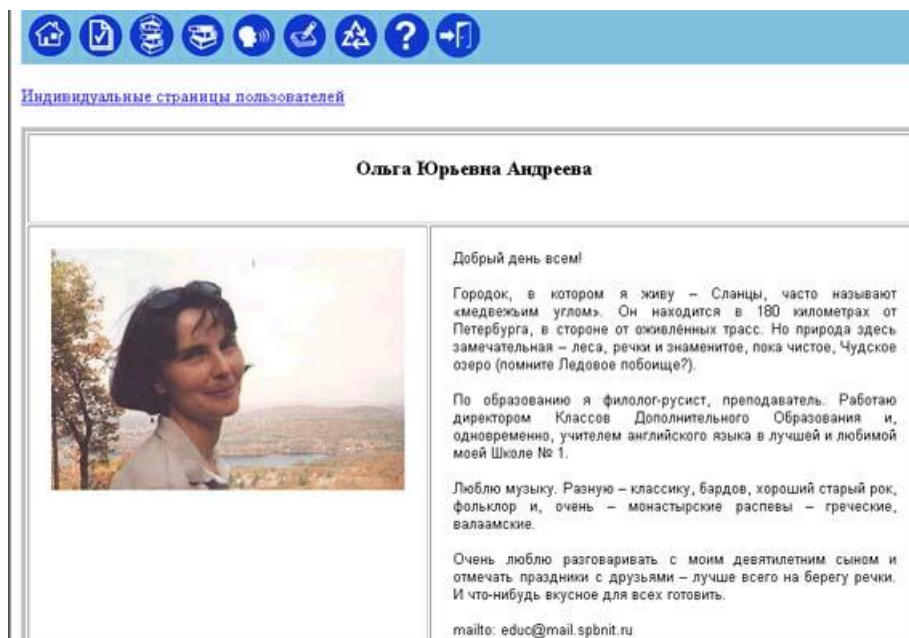 Индивидуальные страницы пользователей
Ольга Юрьевна Андреева
Добрый день всем!
Городок, в котором я живу – Сланцы, часто называют
«медвежьим углом». Он находится в 180 километрах от
Петербурга, в стороне от оживлённых трасс. Но природа здесь
замечательная – леса, речки и знаменитое, пока чистое, Чудское
озеро (помните Ледовое побоище?).
По образованию я филолог-русист, преподаватель. Работаю
директором Классов Дополнительного Образования и,
одновременно, учителем английского языка в лучшей и любимой
моей Школе № 1.
Люблю музыку. Разную – классику, бардов, хороший старый рок,
фольклор и, очень – монастырские распевы – греческие,
валаамские.
Очень люблю разговаривать с моим девятилетним сыном и
отмечать праздники с друзьями – лучше всего на берегу речки.
И что-нибудь вкусное для всех готовить.
mailto: educ@mail.spbnit.ru